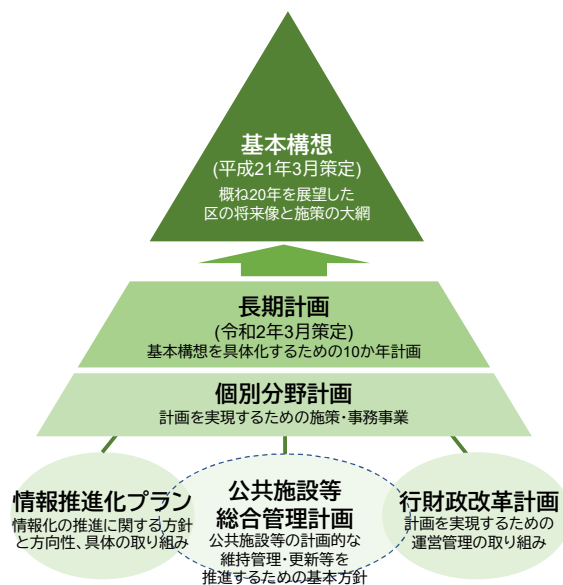 基本構想
(平成21年3月策定)
概ね20年を展望した
区の将来像と施策の大綱
長期計画
(令和2年3月策定)
基本構想を具体化するための10か年計画
個別分野計画
計画を実現するための施策・事務事業
情報推進化プラン
情報化の推進に関する方針
と方向性、具体の取り組み
公共施設等
総合管理計画
公共施設等の計画的な
維持管理・更新等を
推進するための基本方針
行財政改革計画
計画を実現するための
運営管理の取り組み